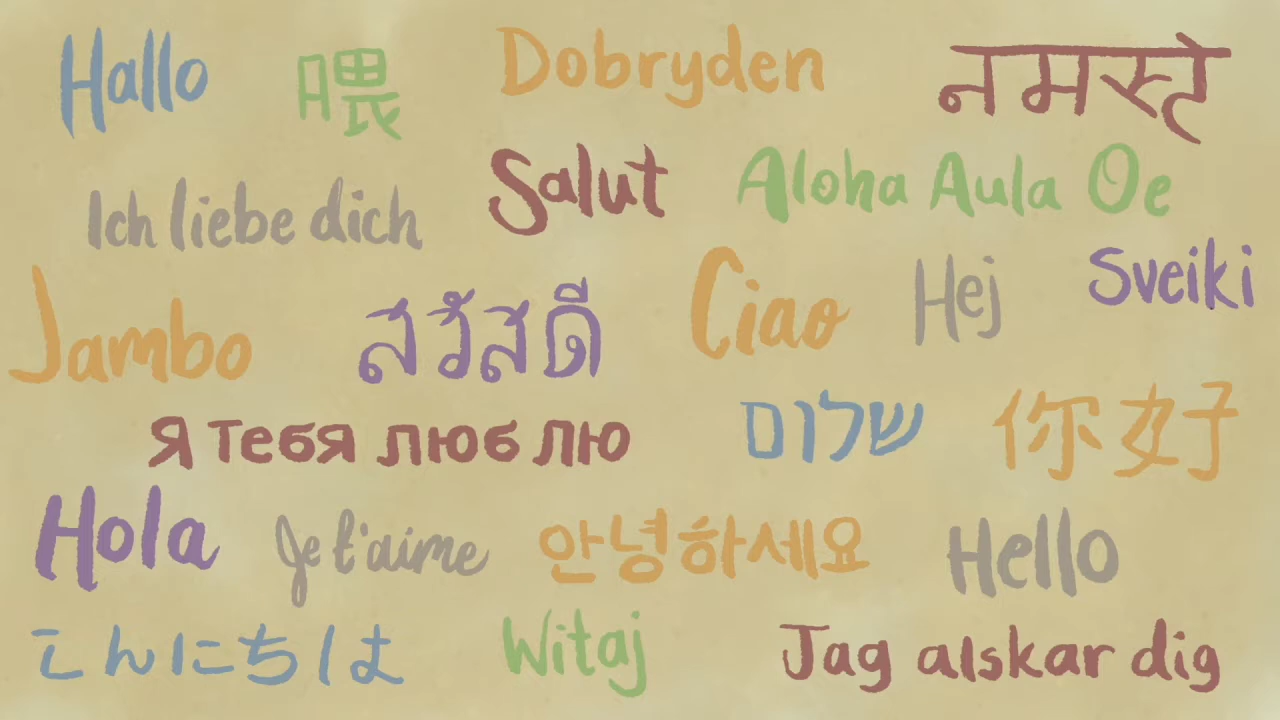 Hallo 喂 Dobryden नमस्ते
Ich liebe dich Salut Aloha Aula Oe
Jambo สวัสดี Ciao Hej Sveiki
Я тебя люблю שלום 你好
Hola Je t'aime 안녕하세요 Hello
こんにちは Witaj Jag alskar dig